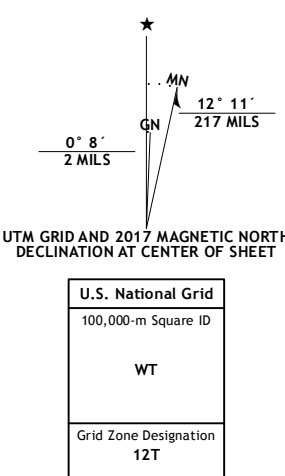 ★
MN
12° 11´
217 MILS
GN
0° 8´
2 MILS
UTM GRID AND 2017 MAGNETIC NORTH
DECLINATION AT CENTER OF SHEET
U.S. National Grid
100,000-m Square ID
WT
Grid Zone Designation
12T